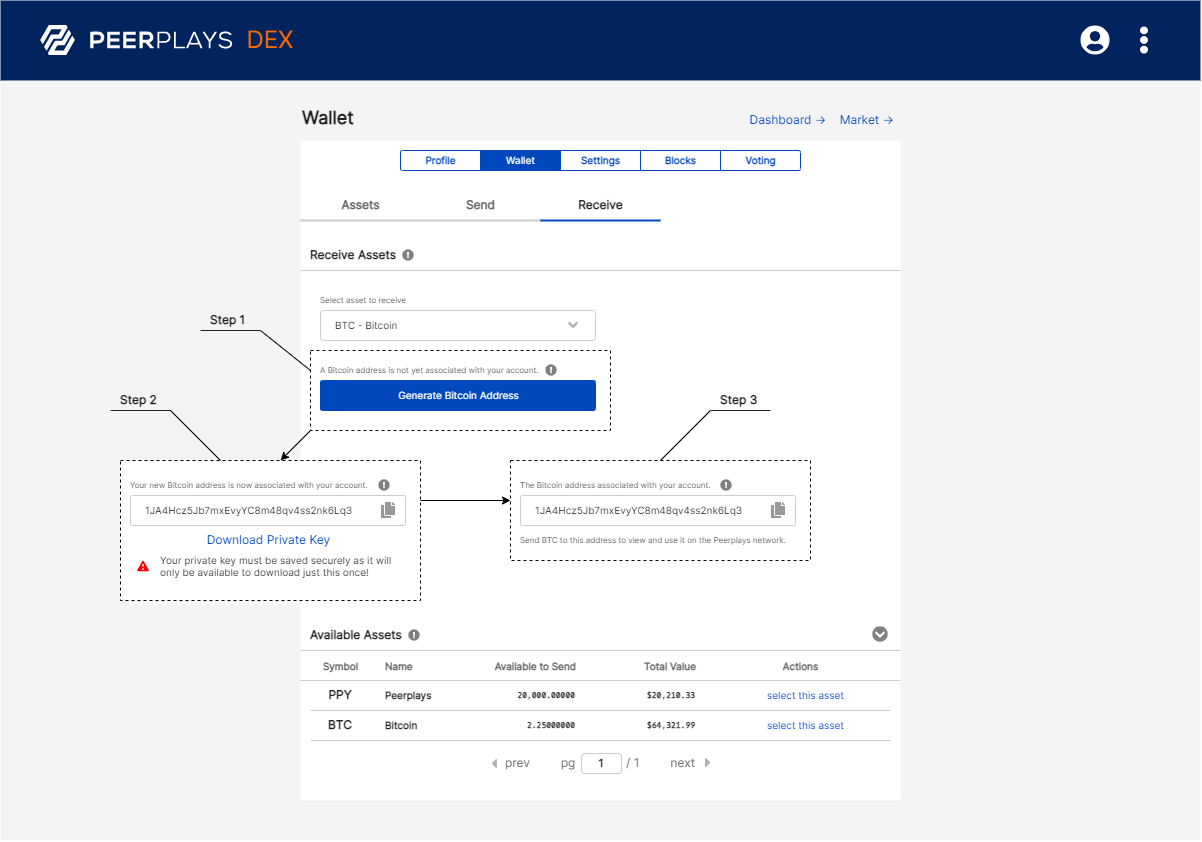 PEERPLAYS DEX
Wallet
Dashboard → Market →
Profile Wallet Settings Blocks Voting
Assets Send Receive
Receive Assets
Select asset to receive
BTC - Bitcoin
Step 1
A Bitcoin address is not yet associated with your account.
Generate Bitcoin Address
Step 2
Your new Bitcoin address is now associated with your account.
1JA4Hcz5Jb7mxEvyYC8m48qv4ss2nk6Lq3
Download Private Key
Your private key must be saved securely as it will
only be available to download just this once!
Step 3
The Bitcoin address associated with your account.
1JA4Hcz5Jb7mxEvyYC8m48qv4ss2nk6Lq3
Send BTC to this address to view and use it on the Peerplays network.
Available Assets
Symbol Name Available to Send Total Value Actions
PPY Peerplays 20,000.00000 $20,210.33 select this asset
BTC Bitcoin 2.25000000 $64,321.99 select this asset
prev pg 1 / 1 next